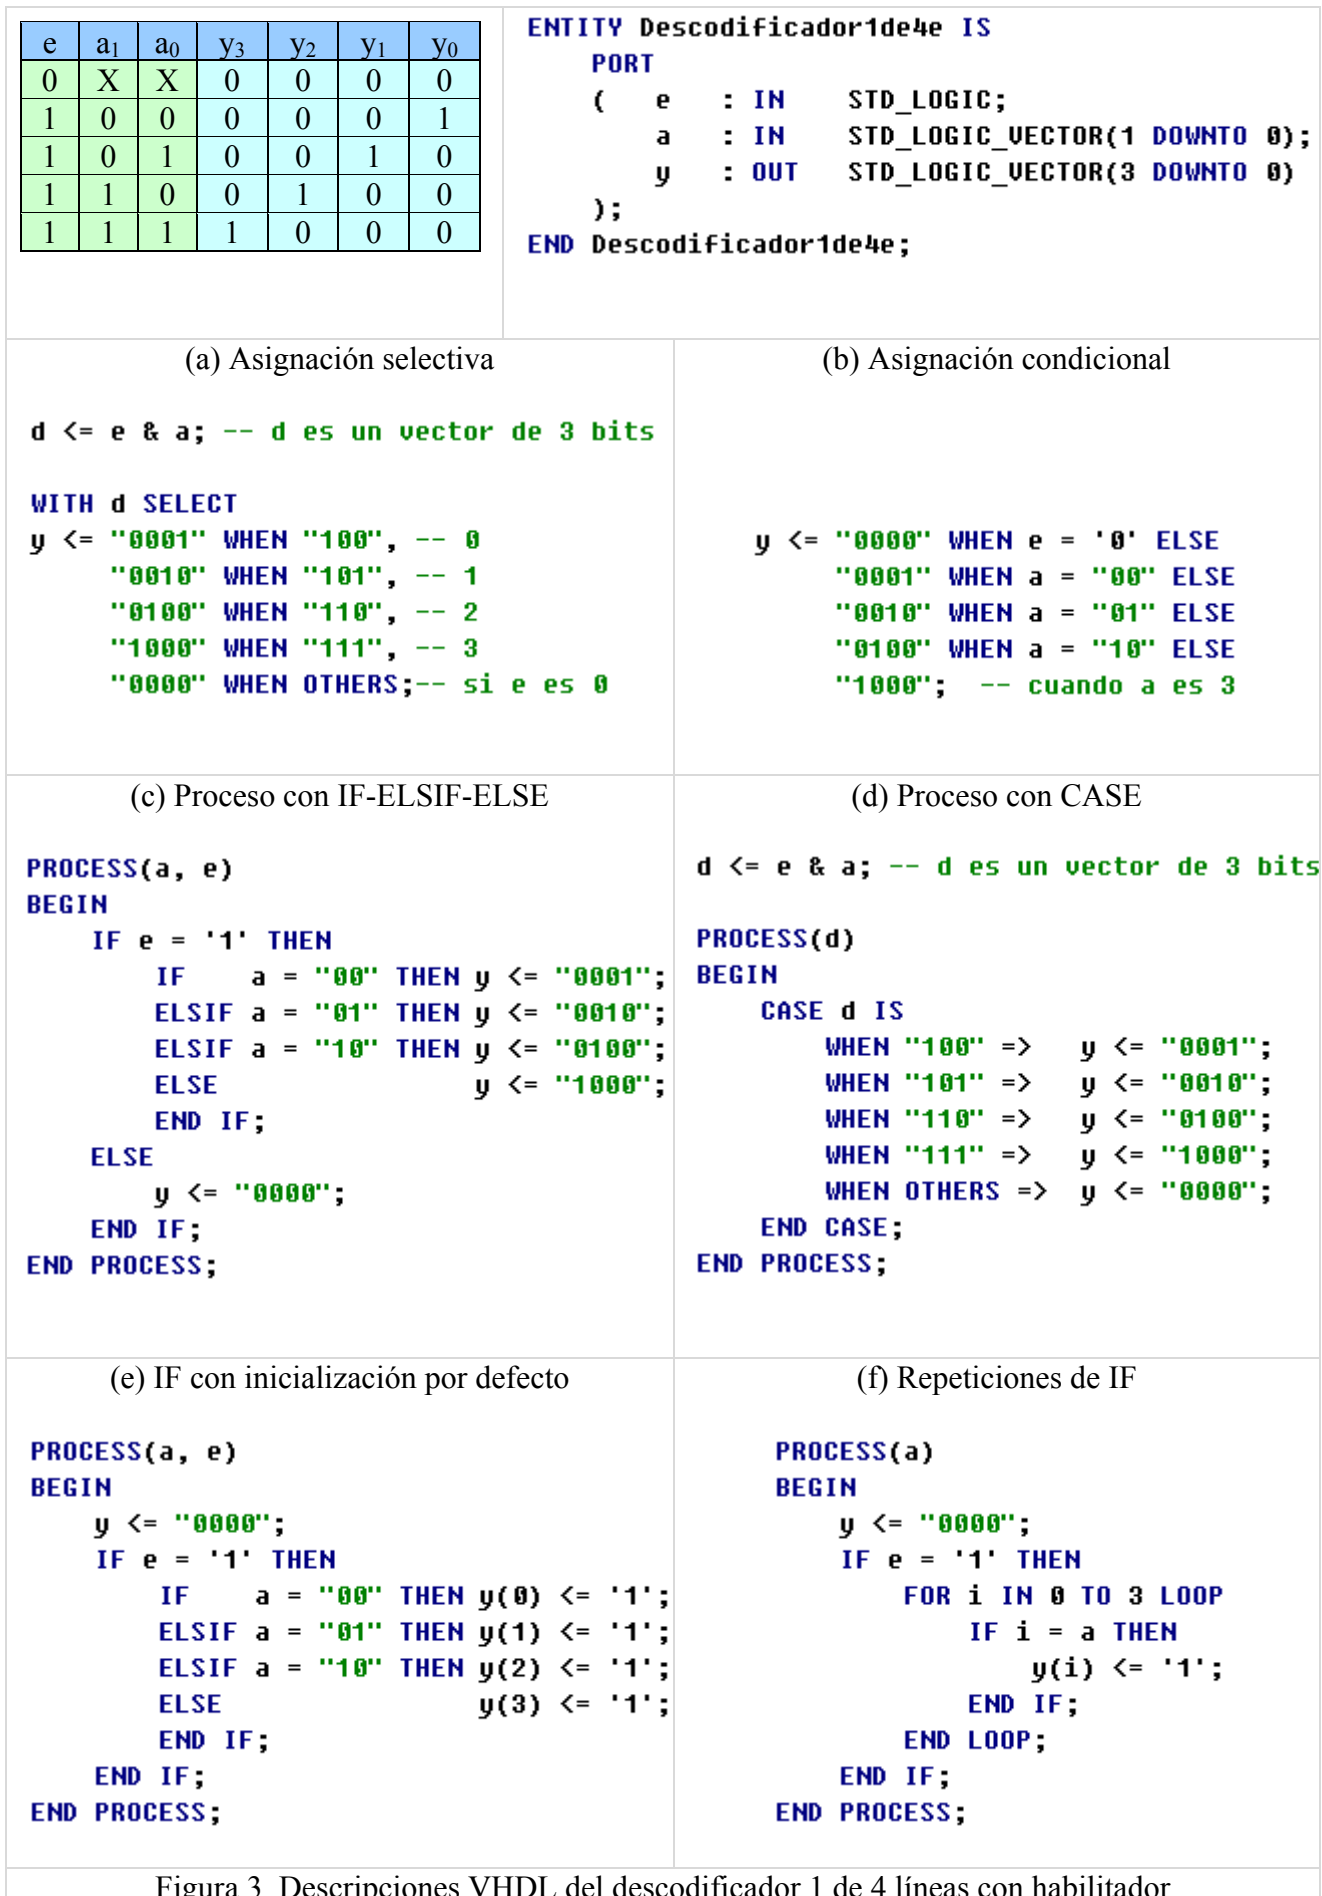 e a₁ a₀ y₃ y₂ y₁ y₀
0 X X 0 0 0 0
1 0 0 0 0 0 1
1 0 1 0 0 1 0
1 1 0 0 1 0 0
1 1 1 1 0 0 0
ENTITY Descodificador1de4e IS
PORT
( e : IN STD_LOGIC;
a : IN STD_LOGIC_VECTOR(1 DOWNTO 0);
y : OUT STD_LOGIC_VECTOR(3 DOWNTO 0)
);
END Descodificador1de4e;
(a) Asignación selectiva
d <= e & a; -- d es un vector de 3 bits
WITH d SELECT
y <= "0001" WHEN "100", -- 0
"0010" WHEN "101", -- 1
"0100" WHEN "110", -- 2
"1000" WHEN "111", -- 3
"0000" WHEN OTHERS;-- si e es 0
(b) Asignación condicional
y <= "0000" WHEN e = '0' ELSE
"0001" WHEN a = "00" ELSE
"0010" WHEN a = "01" ELSE
"0100" WHEN a = "10" ELSE
"1000"; -- cuando a es 3
(c) Proceso con IF-ELSIF-ELSE
PROCESS(a, e)
BEGIN
IF e = '1' THEN
IF a = "00" THEN y <= "0001";
ELSIF a = "01" THEN y <= "0010";
ELSIF a = "10" THEN y <= "0100";
ELSE y <= "1000";
END IF;
ELSE
y <= "0000";
END IF;
END PROCESS;
(d) Proceso con CASE
d <= e & a; -- d es un vector de 3 bits
PROCESS(d)
BEGIN
CASE d IS
WHEN "100" => y <= "0001";
WHEN "101" => y <= "0010";
WHEN "110" => y <= "0100";
WHEN "111" => y <= "1000";
WHEN OTHERS => y <= "0000";
END CASE;
END PROCESS;
(e) IF con inicialización por defecto
PROCESS(a, e)
BEGIN
y <= "0000";
IF e = '1' THEN
IF a = "00" THEN y(0) <= '1';
ELSIF a = "01" THEN y(1) <= '1';
ELSIF a = "10" THEN y(2) <= '1';
ELSE y(3) <= '1';
END IF;
END IF;
END PROCESS;
(f) Repeticiones de IF
PROCESS(a)
BEGIN
y <= "0000";
IF e = '1' THEN
FOR i IN 0 TO 3 LOOP
IF i = a THEN
y(i) <= '1';
END IF;
END LOOP;
END IF;
END PROCESS;
Figura 3. Descripciones VHDL del descodificador 1 de 4 líneas con habilitador